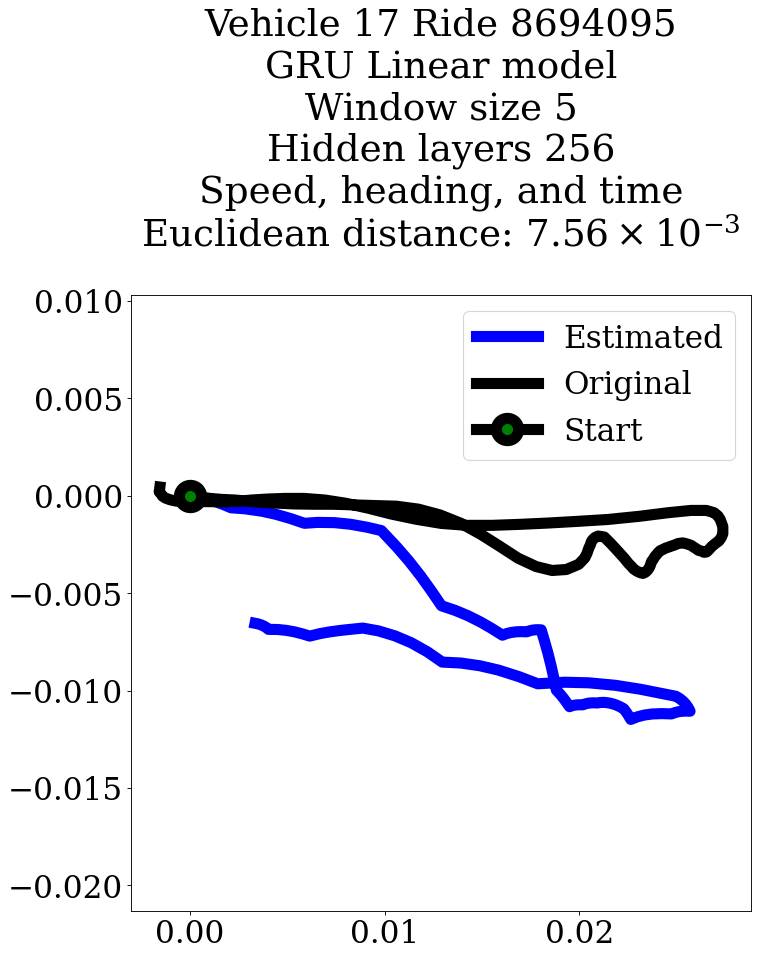 Vehicle 17 Ride 8694095
GRU Linear model
Window size 5
Hidden layers 256
Speed, heading, and time
Euclidean distance: 7.56 × 10⁻³
0.010
0.005
0.000
−0.005
−0.010
−0.015
−0.020
Estimated
Original
Start
0.00 0.01 0.02